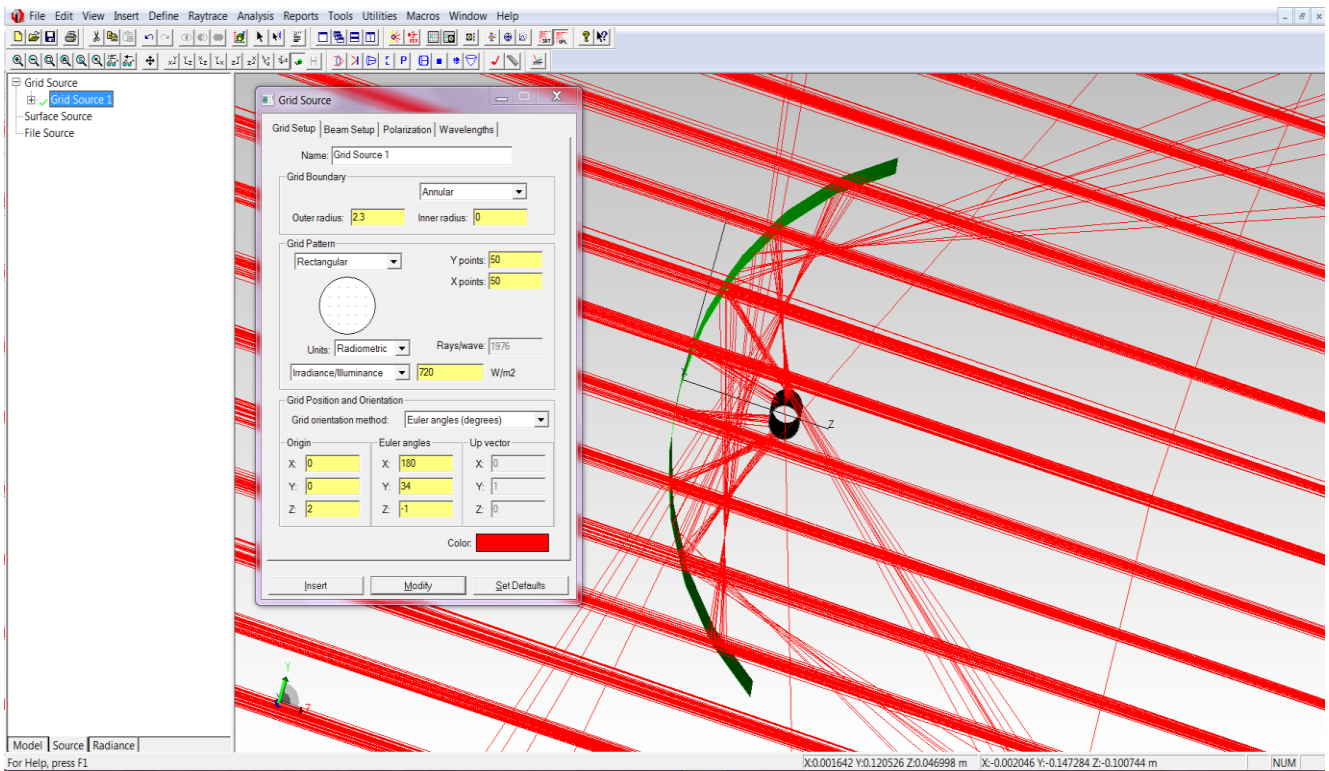 File Edit View Insert Define Raytrace Analysis Reports Tools Utilities Macros Window Help
Grid Source
Grid Source 1
Surface Source
File Source
Grid Source
Grid Setup Beam Setup Polarization Wavelengths
Name: Grid Source 1
Grid Boundary
Annular
Outer radius: 2.3 Inner radius: 0
Grid Pattern
Rectangular Y points: 50
X points: 50
Units: Radiometric Rays/wave: 1976
Irradiance/Illuminance 720 W/m2
Grid Position and Orientation
Grid orientation method: Euler angles (degrees)
Origin Euler angles Up vector
X: 0 X: 180 X: 0
Y: 0 Y: 34 Y: 1
Z: 2 Z: -1 Z: 0
Color:
Insert Modify Set Defaults
X
Z
Y
Z
Model Source Radiance
For Help, press F1 X:0.001642 Y:0.120526 Z:0.046998 m X:-0.002046 Y:-0.147284 Z:-0.100744 m NUM